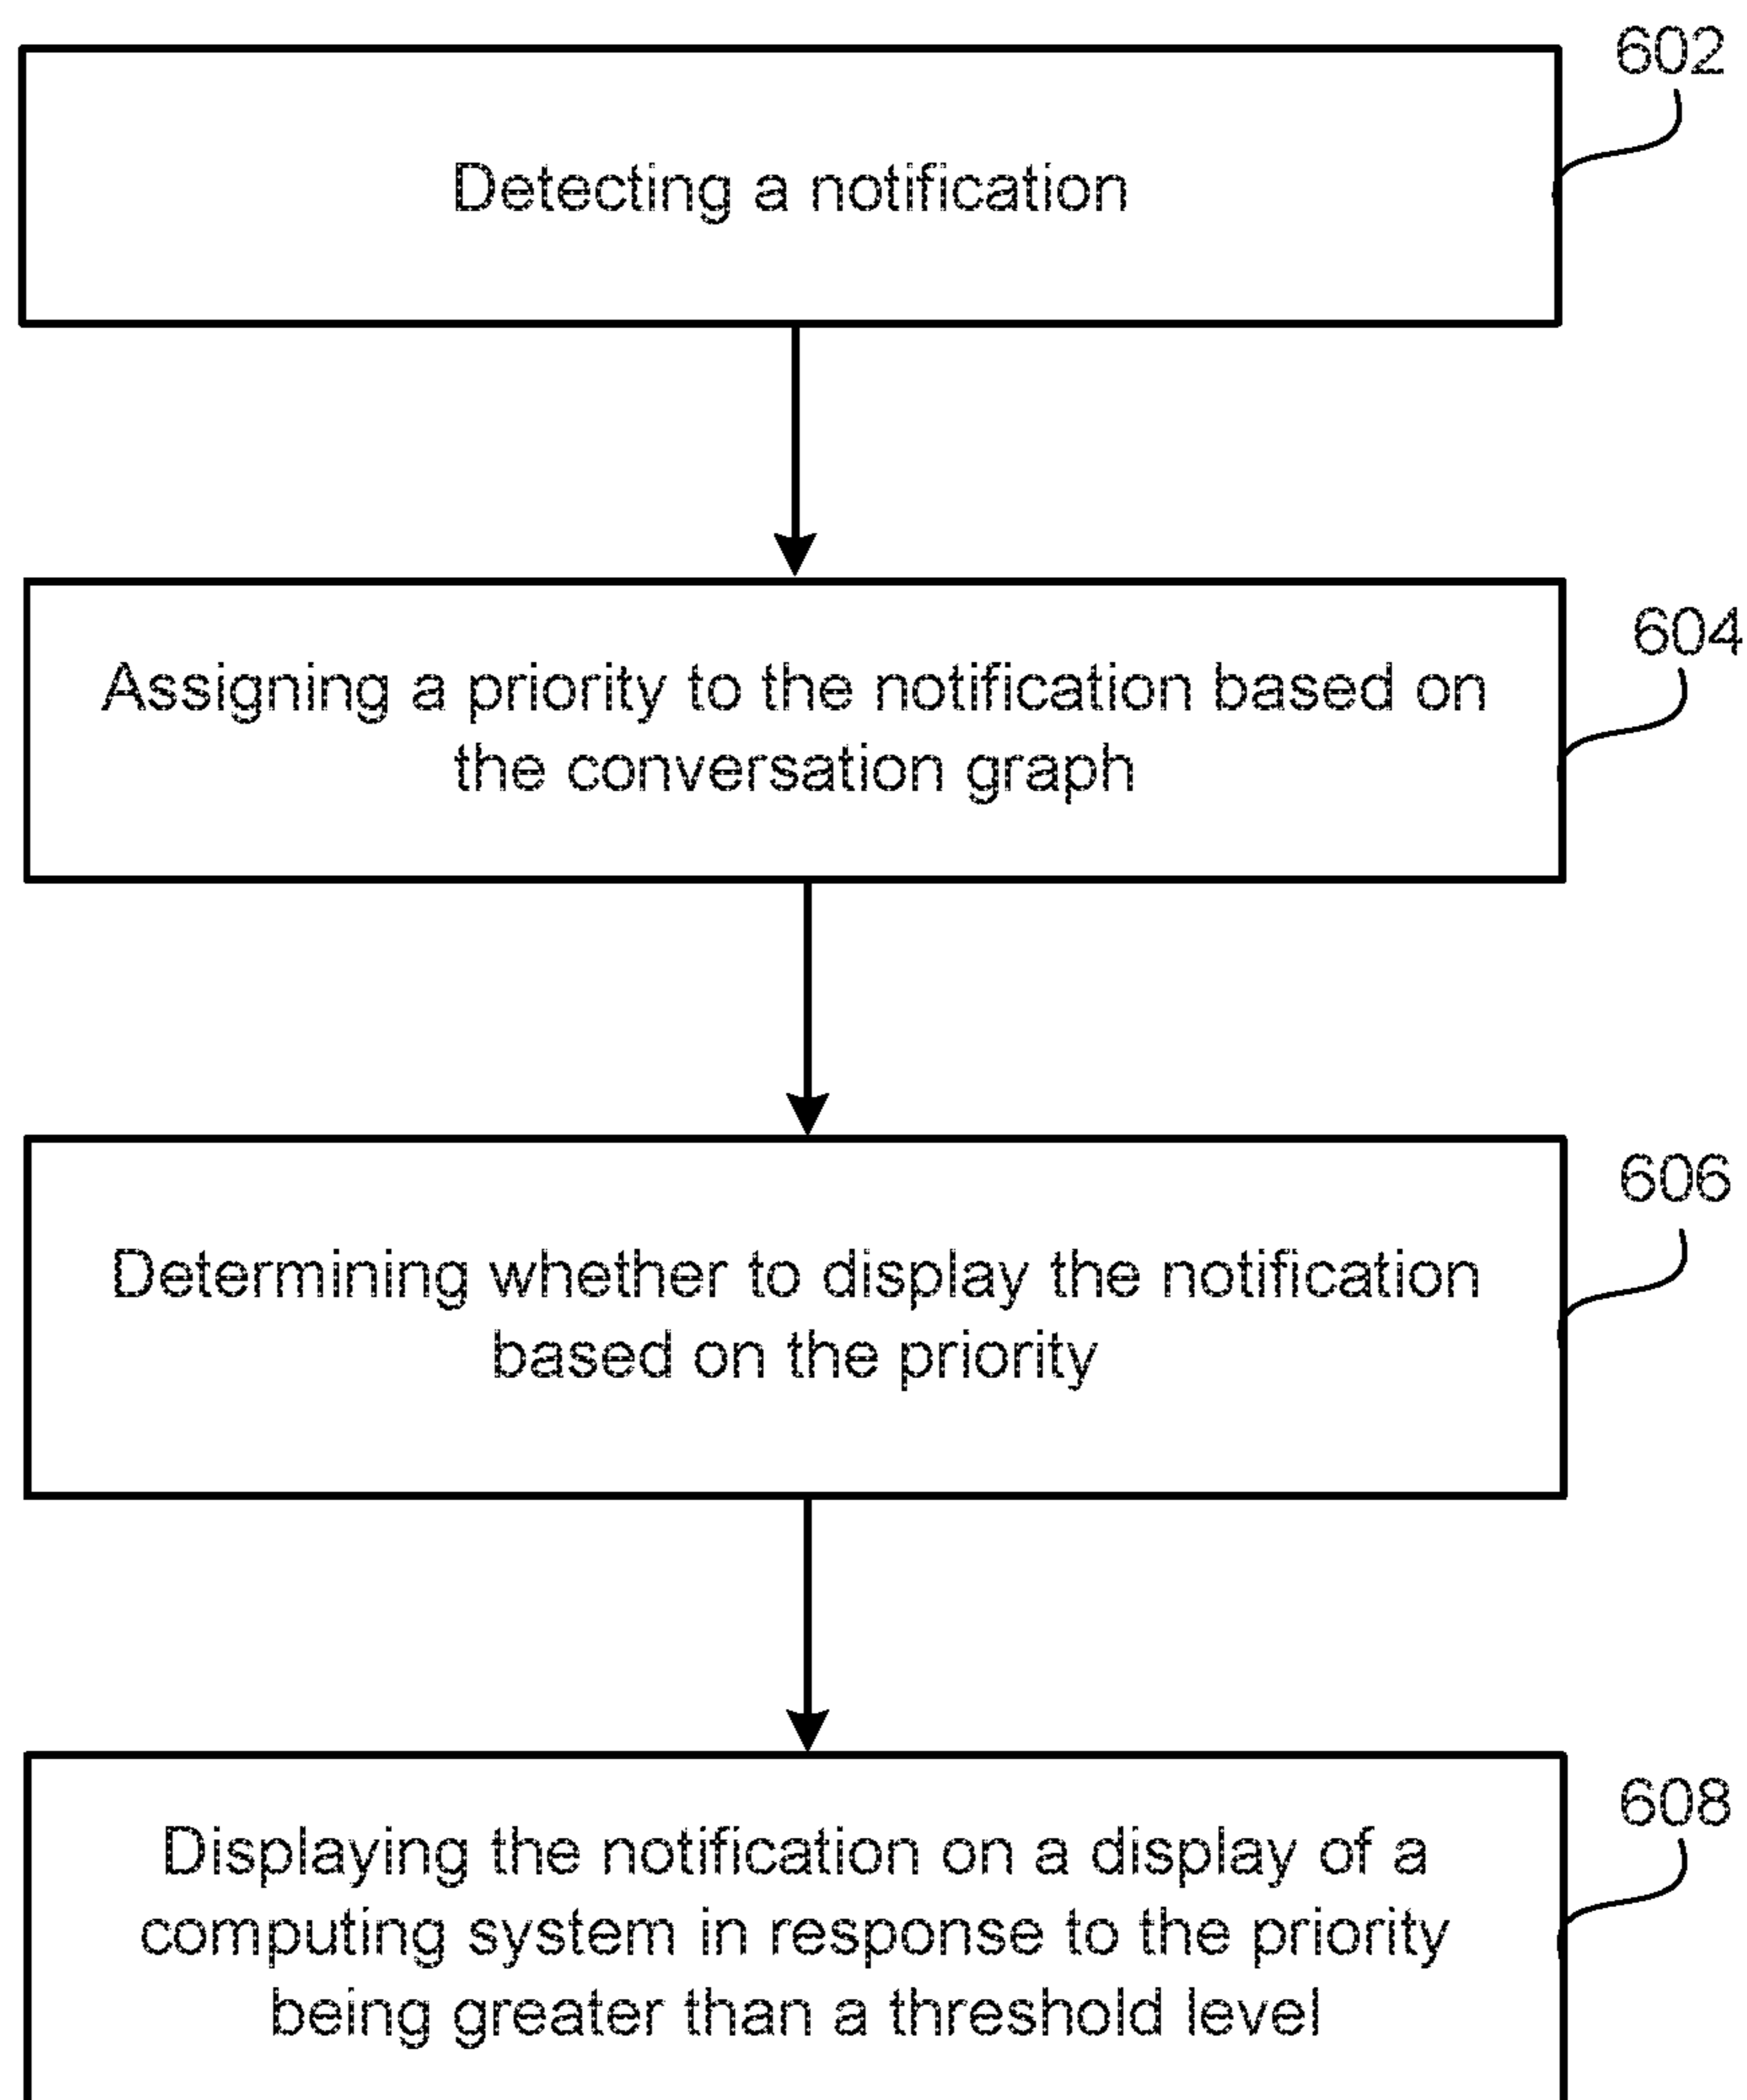 602
Detecting a notification
604
Assigning a priority to the notification based on
the conversation graph
606
Determining whether to display the notification
based on the priority
608
Displaying the notification on a display of a
computing system in response to the priority
being greater than a threshold level